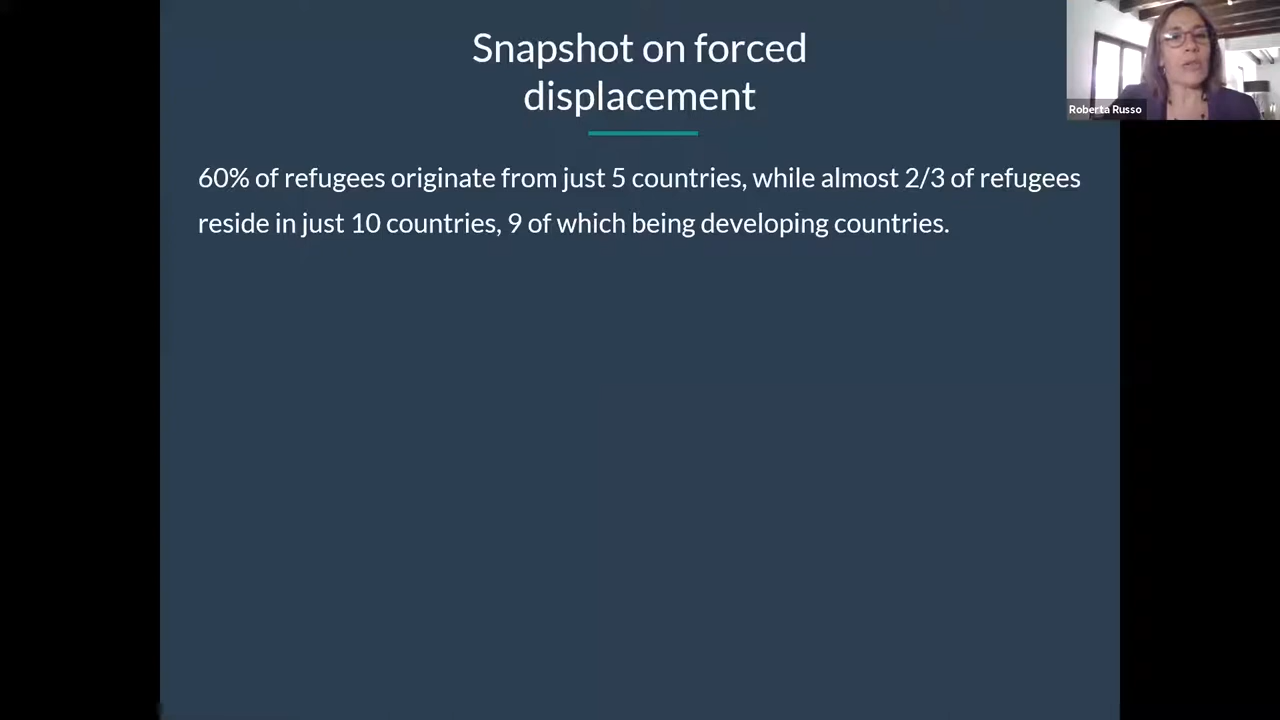 Snapshot on forced
displacement
Roberta Russo
60% of refugees originate from just 5 countries, while almost 2/3 of refugees
reside in just 10 countries, 9 of which being developing countries.